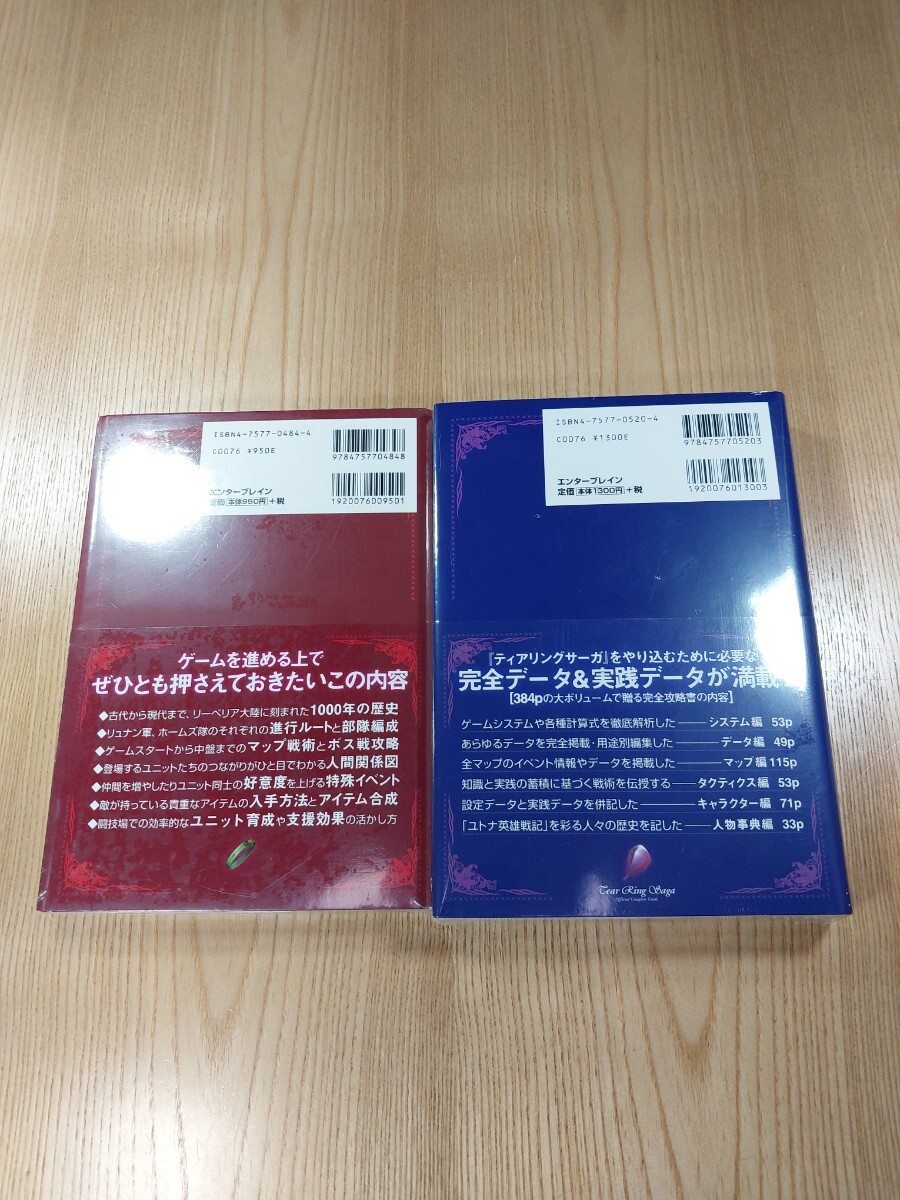 ISBN4-7577-0484-4
C0076 ¥950E
9784757704848
エンターブレイン
定価 本体950円 +税
1920076009501
ゲームを進める上で
ぜひとも押さえておきたいこの内容
◆古代から現代まで、リーベリア大陸に刻まれた1000年の歴史
◆リュナン軍、ホームズ隊のそれぞれの進行ルートと部隊編成
◆ゲームスタートから中盤までのマップ戦術とボス戦攻略
◆登場するユニットたちのつながりがひと目でわかる人間関係図
◆仲間を増やしたりユニット同士の好意度を上げる特殊イベント
◆敵が持っている貴重なアイテムの入手方法とアイテム合成
◆闘技場での効率的なユニット育成や支援効果の活かし方
ISBN4-7577-0520-4
C0076 ¥1300E
9784757705203
エンターブレイン
定価 本体1300円 +税
1920076013003
『ティアリングサーガ』をやり込むために必要な
完全データ&実践データが満載
[384pの大ボリュームで贈る完全攻略書の内容]
ゲームシステムや各種計算式を徹底解析した――システム編 53p
あらゆるデータを完全掲載・用途別編集した――データ編 49p
全マップのイベント情報やデータを掲載した――マップ編 115p
知識と実践の蓄積に基づく戦術を伝授する――タクティクス編 53p
設定データと実践データを併記した――キャラクター編 71p
「ユトナ英雄戦記」を彩る人々の歴史を記した――人物事典編 33p
Tear Ring Saga
Official Complete Guide